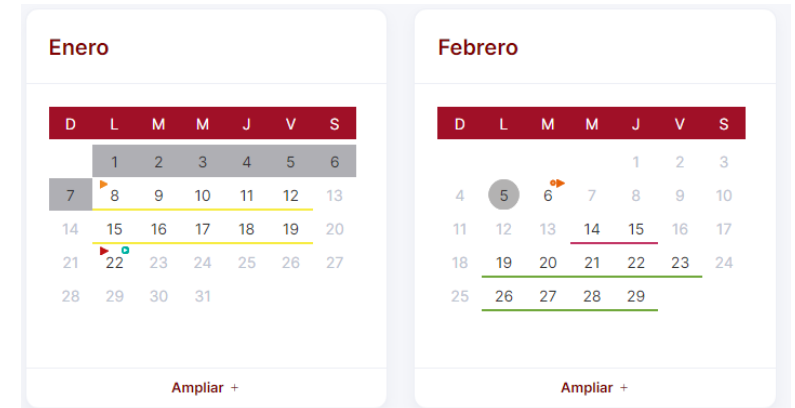 Enero
D L M M J V S
1 2 3 4 5 6
7 8 9 10 11 12 13
14 15 16 17 18 19 20
21 22 23 24 25 26 27
28 29 30 31
Ampliar +
Febrero
D L M M J V S
1 2 3
4 5 6 7 8 9 10
11 12 13 14 15 16 17
18 19 20 21 22 23 24
25 26 27 28 29
Ampliar +